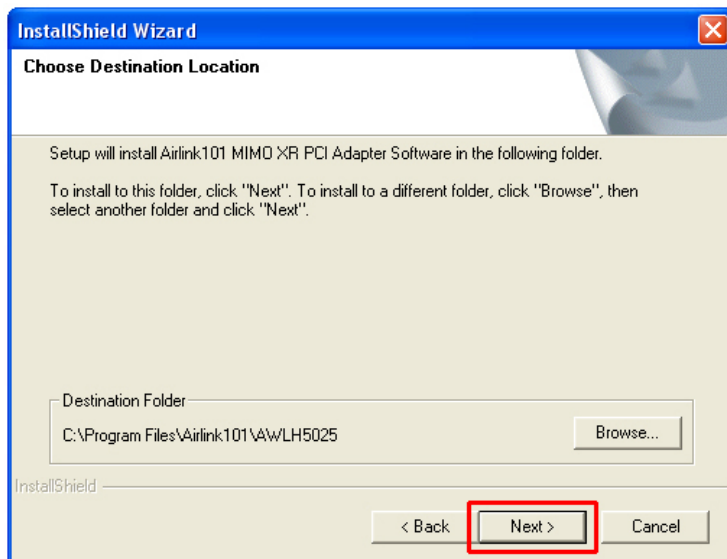 InstallShield Wizard
Choose Destination Location
Setup will install Airlink101 MIMO XR PCI Adapter Software in the following folder.
To install to this folder, click "Next". To install to a different folder, click "Browse", then
select another folder and click "Next".
Destination Folder
C:\Program Files\Airlink101\AWLH5025
Browse...
InstallShield
< Back
Next >
Cancel